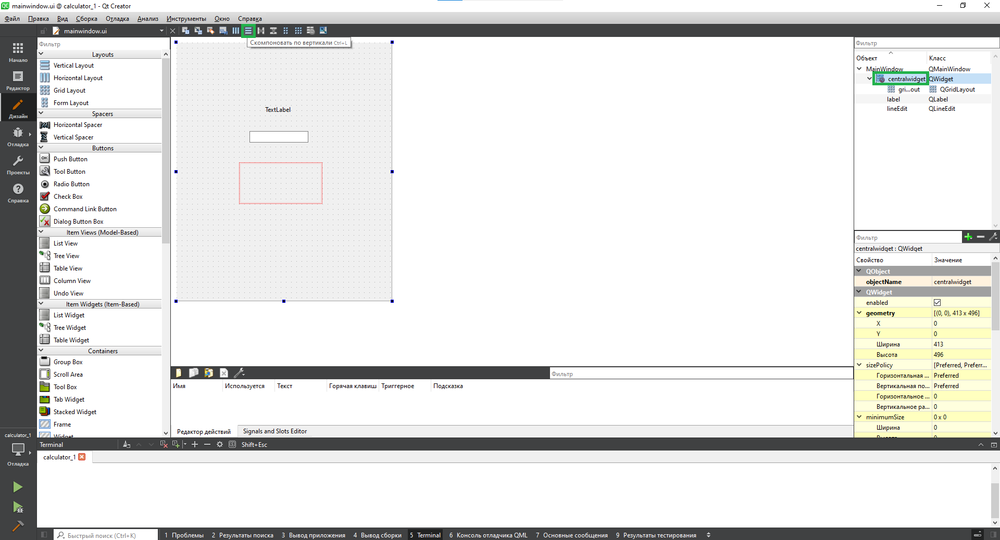 mainwindow.ui @ calculator_1 - Qt Creator
Файл Правка Вид Сборка Отладка Анализ Инструменты Окно Справка
mainwindow.ui
Скомпоновать по вертикали Ctrl+L
Начало
Редактор
Дизайн
Отладка
Проекты
Справка
Фильтр
Layouts
Vertical Layout
Horizontal Layout
Grid Layout
Form Layout
Spacers
Horizontal Spacer
Vertical Spacer
Buttons
OK
Push Button
Tool Button
Radio Button
Check Box
Command Link Button
Dialog Button Box
Item Views (Model-Based)
List View
Tree View
Table View
Column View
Undo View
Item Widgets (Item-Based)
List Widget
Tree Widget
Table Widget
Containers
Group Box
Scroll Area
Tool Box
Tab Widget
Stacked Widget
Frame
Widget
TextLabel
Фильтр
Объект Класс
MainWindow QMainWindow
centralwidget QWidget
gri...out QGridLayout
label QLabel
lineEdit QLineEdit
Фильтр
centralwidget : QWidget
Свойство Значение
QObject
objectName centralwidget
QWidget
enabled
geometry [(0, 0), 413 x 496]
X 0
Y 0
Ширина 413
Высота 496
sizePolicy [Preferred, Preferr...
Горизонтальная ... Preferred
Вертикальная по... Preferred
Горизонтальное ... 0
Вертикальное ра... 0
minimumSize 0 x 0
Ширина 0
Высота 0
Фильтр
Имя Используется Текст Горячая клавиш Триггерное Подсказка
Редактор действий Signals and Slots Editor
Terminal Shift+Esc
calculator_1
calculator_1
Отладка
Быстрый поиск (Ctrl+K) 1 Проблемы 2 Результаты поиска 3 Вывод приложения 4 Вывод сборки 5 Terminal 6 Консоль отладчика QML 7 Основные сообщения 9 Результаты тестирования